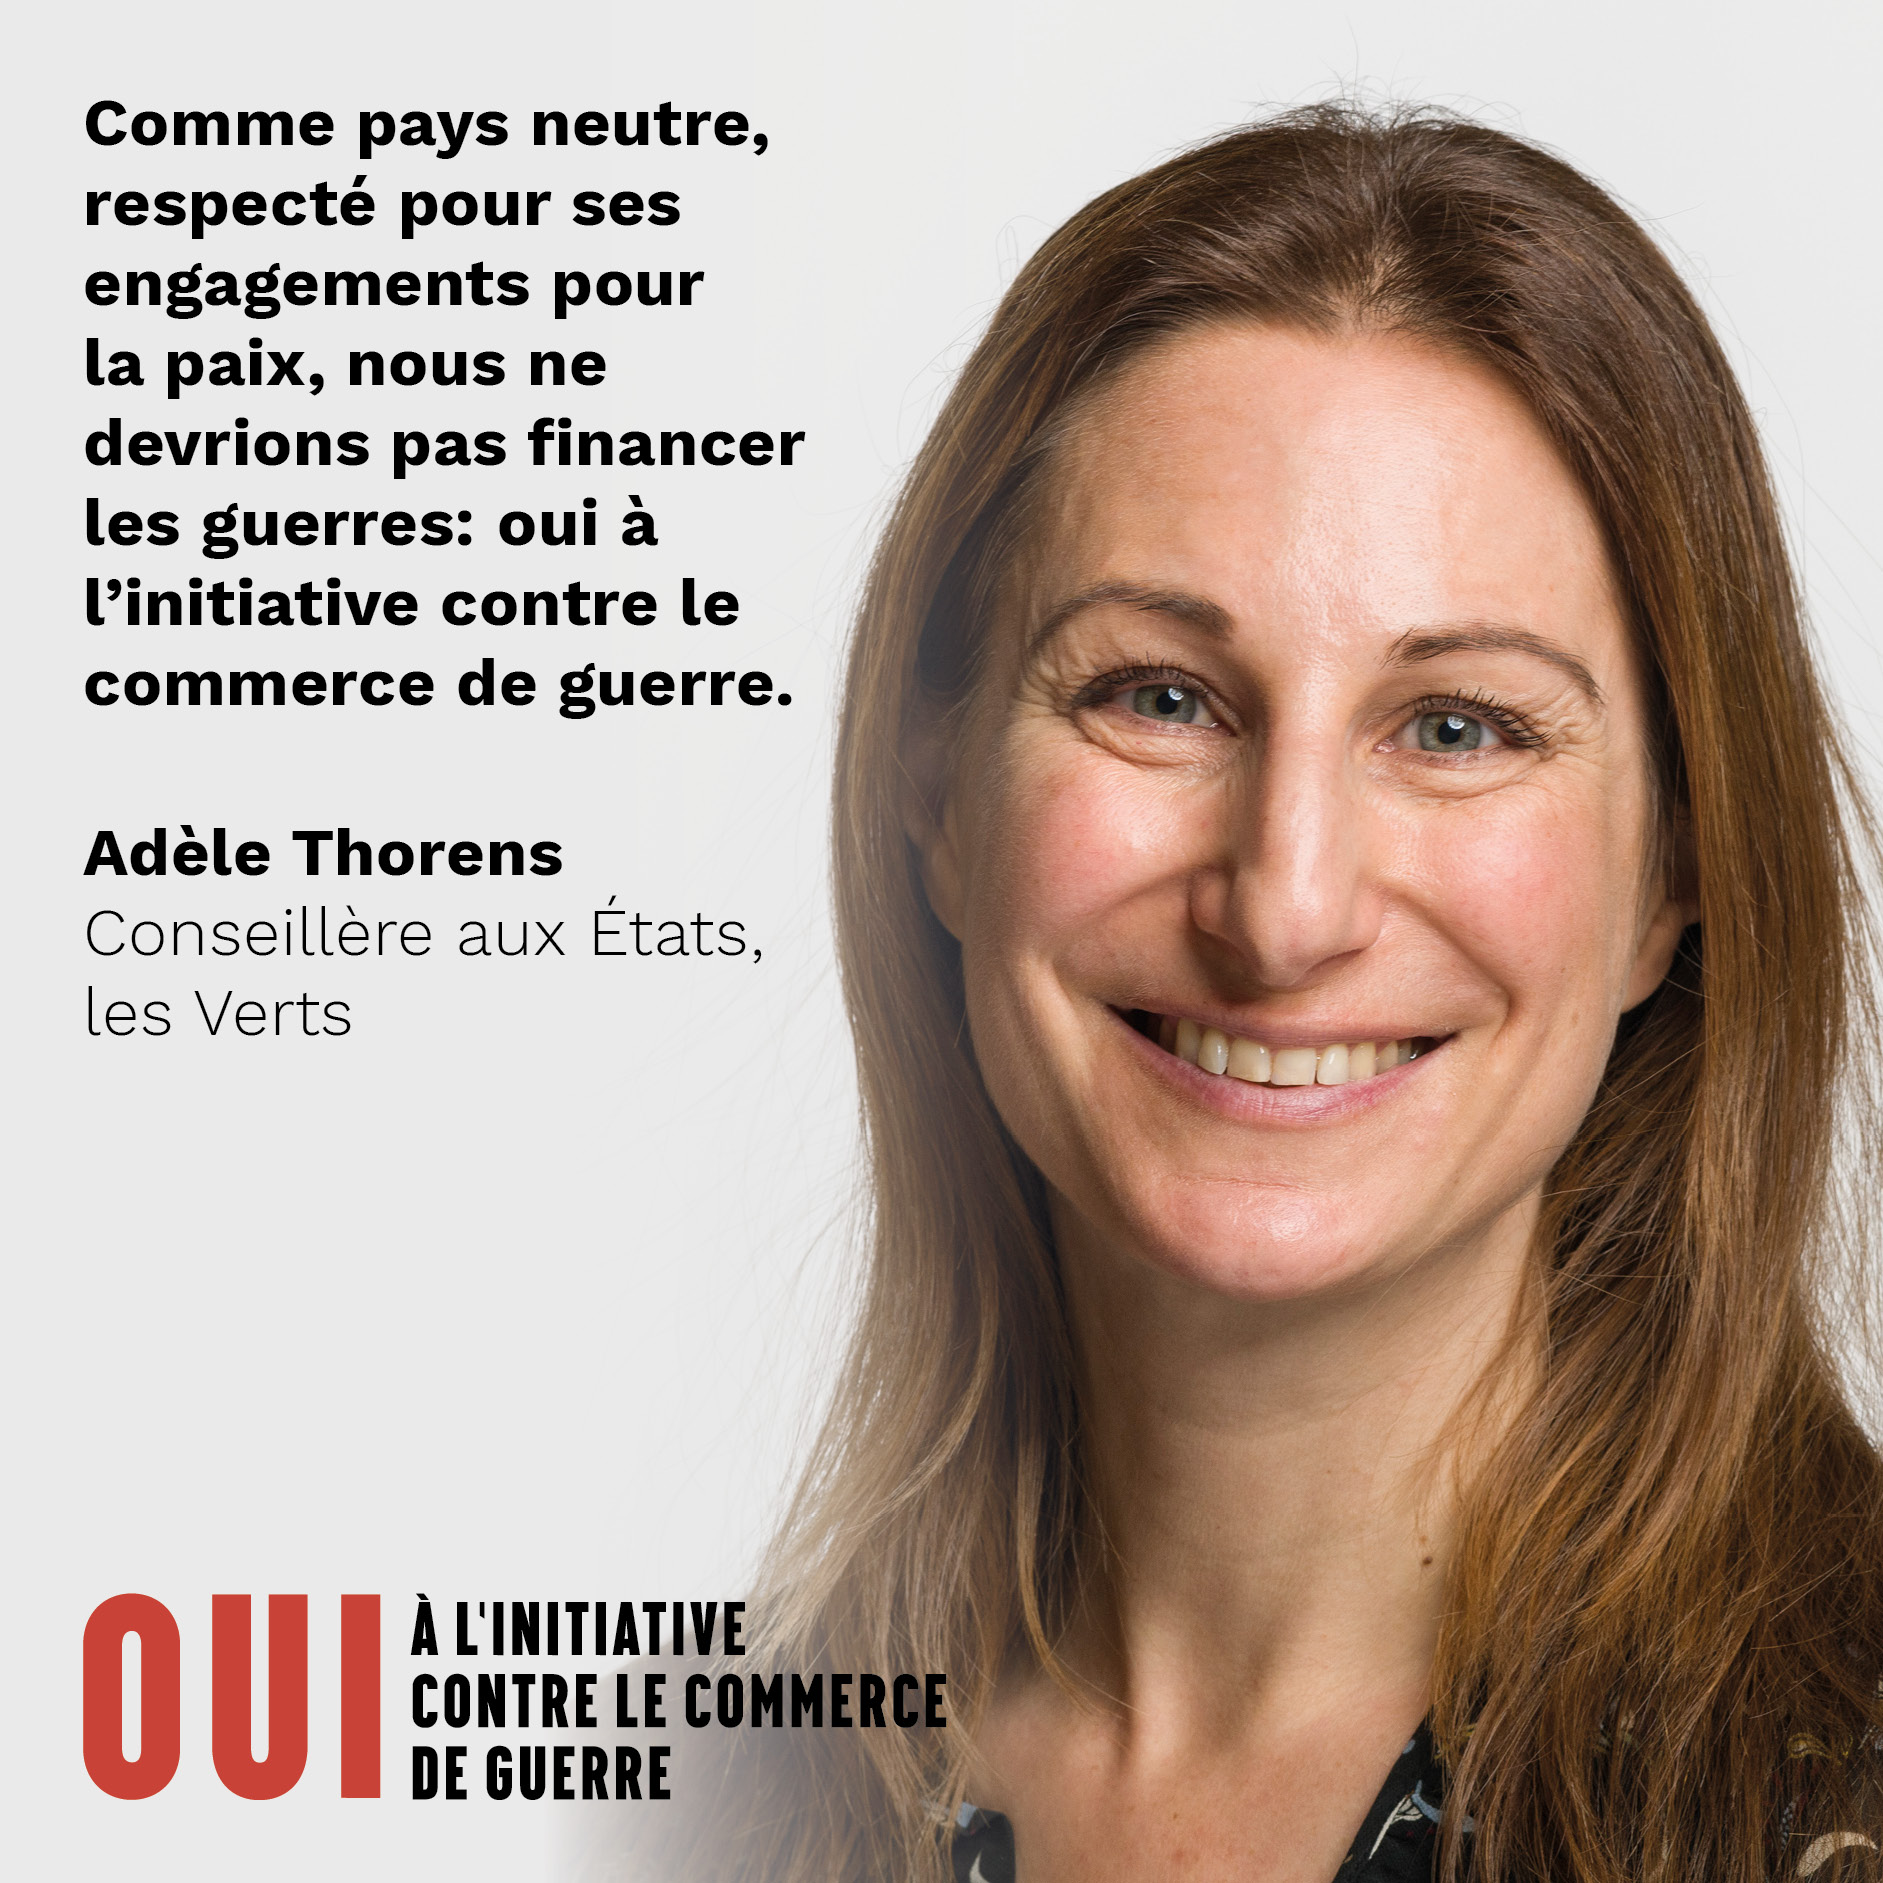 Comme pays neutre,
respecté pour ses
engagements pour
la paix, nous ne
devrions pas financer
les guerres: oui à
l’initiative contre le
commerce de guerre.
Adèle Thorens
Conseillère aux États,
les Verts
OUI
À L'INITIATIVE
CONTRE LE COMMERCE
DE GUERRE